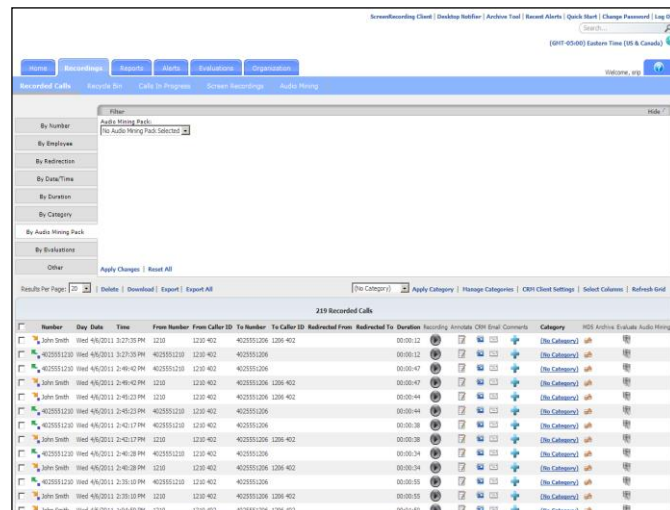 ScreenRecording Client | Desktop Notifier | Archive Tool | Recent Alerts | Quick Start | Change Password | Log O
Search...
(GMT-05:00) Eastern Time (US & Canada)
Home Recordings Reports Alerts Evaluations Organization
Welcome, snp
Recorded Calls Recycle Bin Calls In Progress Screen Recordings Audio Mining
Filter Hide
By Number
By Employee
By Redirection
By Date/Time
By Duration
By Category
By Audio Mining Pack
By Evaluations
Other
Audio Mining Pack:
No Audio Mining Pack Selected
Apply Changes | Reset All
Results Per Page: 20 | Delete | Download | Export | Export All (No Category) Apply Category | Manage Categories | CRM Client Settings | Select Columns | Refresh Grid
219 Recorded Calls
Number Day Date Time From Number From Caller ID To Number To Caller ID Redirected From Redirected To Duration Recording Annotate CRM Email Comments Category MDS Archive Evaluate Audio Mining
John Smith Wed 4/6/2011 3:27:35 PM 1210 1210 402 4025551206 1206 402 00:00:12 (No Category)
4025551210 Wed 4/6/2011 3:27:35 PM 4025551210 1210 402 4025551206 00:00:12 (No Category)
4025551210 Wed 4/6/2011 2:49:42 PM 4025551210 1210 402 4025551206 00:00:47 (No Category)
John Smith Wed 4/6/2011 2:49:42 PM 1210 1210 402 4025551206 1206 402 00:00:47 (No Category)
John Smith Wed 4/6/2011 2:45:23 PM 1210 1210 402 4025551206 1206 402 00:00:44 (No Category)
4025551210 Wed 4/6/2011 2:45:23 PM 4025551210 1210 402 4025551206 00:00:44 (No Category)
4025551210 Wed 4/6/2011 2:42:17 PM 4025551210 1210 402 4025551206 00:00:38 (No Category)
John Smith Wed 4/6/2011 2:42:17 PM 1210 1210 402 4025551206 1206 402 00:00:38 (No Category)
4025551210 Wed 4/6/2011 2:40:28 PM 4025551210 1210 402 4025551206 00:00:34 (No Category)
John Smith Wed 4/6/2011 2:40:28 PM 1210 1210 402 4025551206 1206 402 00:00:34 (No Category)
4025551210 Wed 4/6/2011 2:35:10 PM 4025551210 1210 402 4025551206 00:00:55 (No Category)
John Smith Wed 4/6/2011 2:35:10 PM 1210 1210 402 4025551206 1206 402 00:00:55 (No Category)